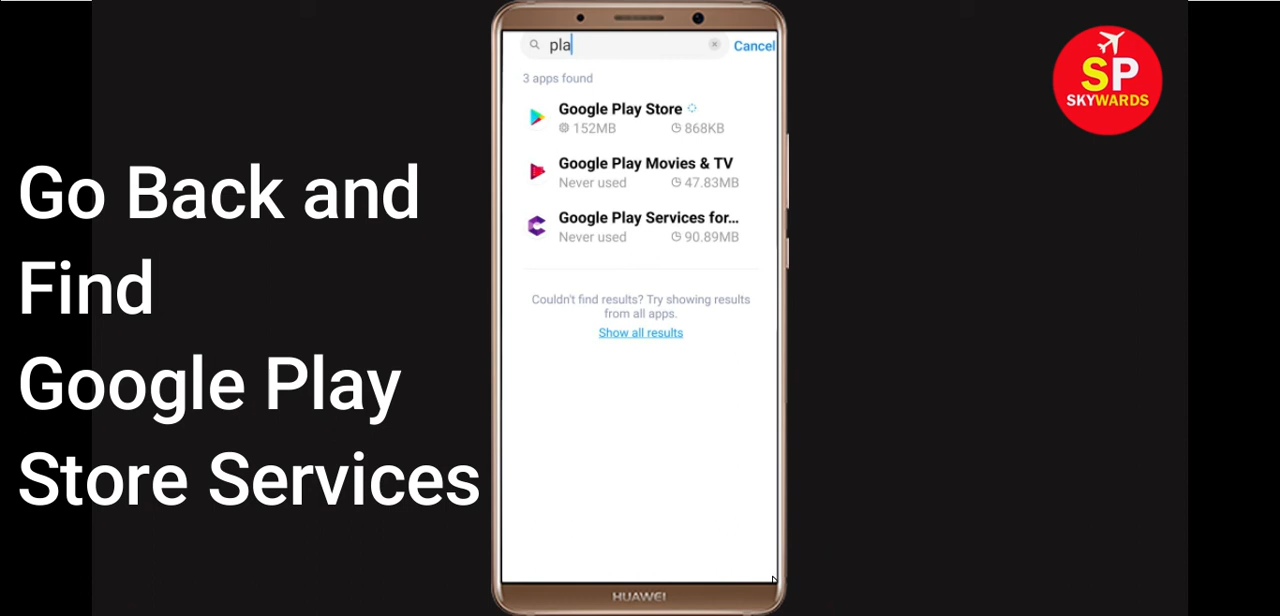 Go Back and
Find
Google Play
Store Services
pla
Cancel
3 apps found
Google Play Store
152MB 868KB
Google Play Movies & TV
Never used 47.83MB
Google Play Services for...
Never used 90.89MB
Couldn't find results? Try showing results
from all apps.
Show all results
HUAWEI
SP
SKYWARDS